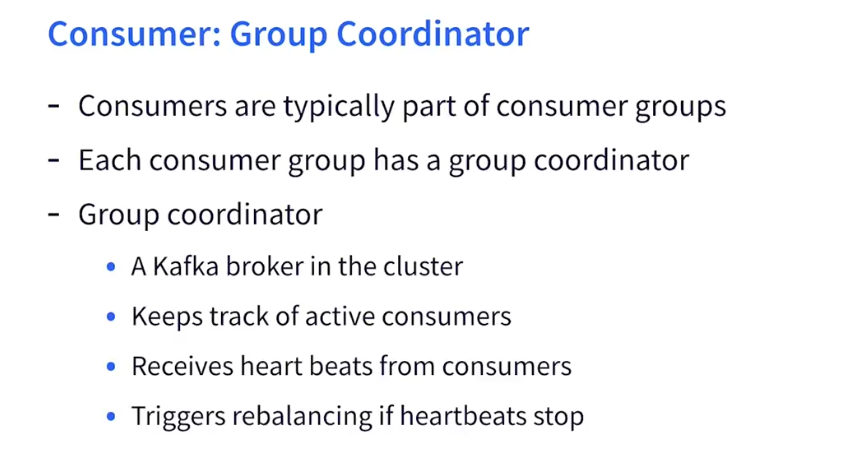 Consumer: Group Coordinator
- Consumers are typically part of consumer groups
- Each consumer group has a group coordinator
- Group coordinator
• A Kafka broker in the cluster
• Keeps track of active consumers
• Receives heart beats from consumers
• Triggers rebalancing if heartbeats stop